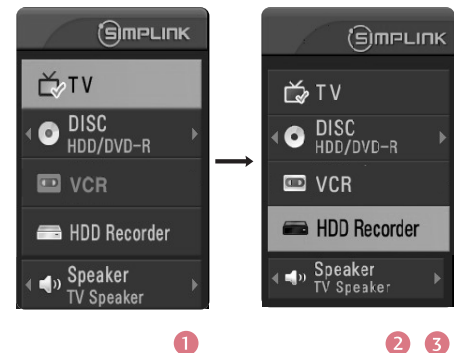 SIMPLINK
TV
DISC
HDD/DVD-R
VCR
HDD Recorder
Speaker
TV Speaker
1
SIMPLINK
TV
DISC
HDD/DVD-R
VCR
HDD Recorder
Speaker
TV Speaker
2 3